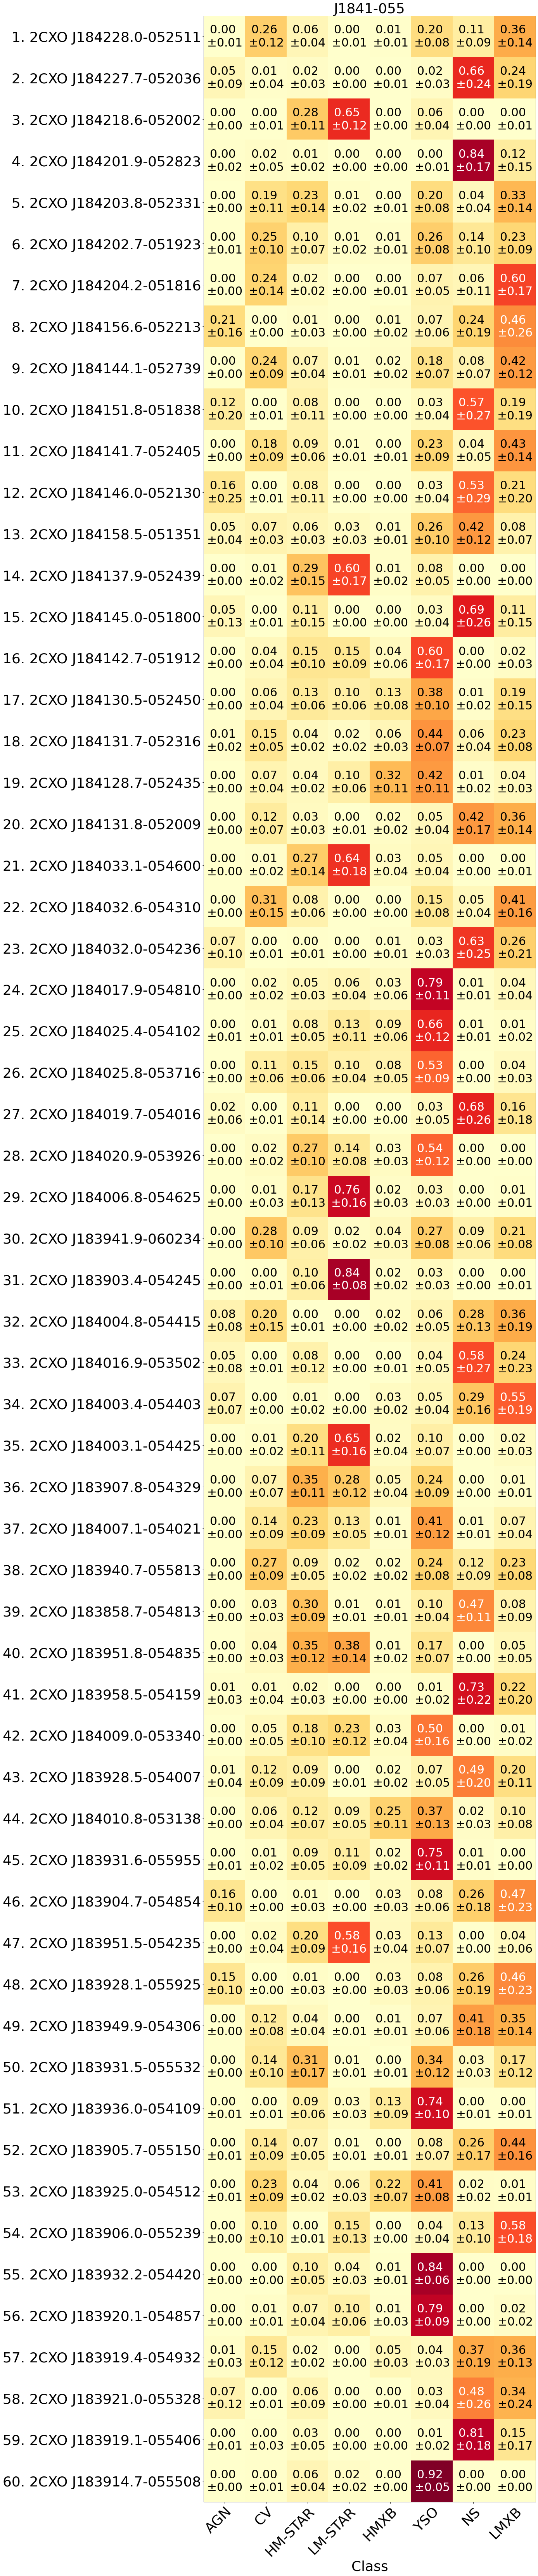 J1841-055
1. 2CXO J184228.0-052511 0.00 0.26 0.06 0.00 0.01 0.20 0.11 0.36
±0.01 ±0.12 ±0.04 ±0.01 ±0.01 ±0.08 ±0.09 ±0.14
2. 2CXO J184227.7-052036 0.05 0.01 0.02 0.00 0.00 0.02 0.66 0.24
±0.09 ±0.04 ±0.03 ±0.00 ±0.01 ±0.03 ±0.24 ±0.19
3. 2CXO J184218.6-052002 0.00 0.00 0.28 0.65 0.00 0.06 0.00 0.00
±0.00 ±0.01 ±0.11 ±0.12 ±0.00 ±0.04 ±0.00 ±0.01
4. 2CXO J184201.9-052823 0.00 0.02 0.01 0.00 0.00 0.00 0.84 0.12
±0.02 ±0.05 ±0.02 ±0.00 ±0.00 ±0.01 ±0.17 ±0.15
5. 2CXO J184203.8-052331 0.00 0.19 0.23 0.01 0.00 0.20 0.04 0.33
±0.00 ±0.11 ±0.14 ±0.02 ±0.01 ±0.08 ±0.04 ±0.14
6. 2CXO J184202.7-051923 0.00 0.25 0.10 0.01 0.01 0.26 0.14 0.23
±0.01 ±0.10 ±0.07 ±0.02 ±0.01 ±0.08 ±0.10 ±0.09
7. 2CXO J184204.2-051816 0.00 0.24 0.02 0.00 0.00 0.07 0.06 0.60
±0.00 ±0.14 ±0.02 ±0.00 ±0.01 ±0.05 ±0.11 ±0.17
8. 2CXO J184156.6-052213 0.21 0.00 0.01 0.00 0.01 0.07 0.24 0.46
±0.16 ±0.00 ±0.03 ±0.00 ±0.02 ±0.06 ±0.19 ±0.26
9. 2CXO J184144.1-052739 0.00 0.24 0.07 0.01 0.02 0.18 0.08 0.42
±0.00 ±0.09 ±0.04 ±0.01 ±0.02 ±0.07 ±0.07 ±0.12
10. 2CXO J184151.8-051838 0.12 0.00 0.08 0.00 0.00 0.03 0.57 0.19
±0.20 ±0.01 ±0.11 ±0.00 ±0.00 ±0.04 ±0.27 ±0.19
11. 2CXO J184141.7-052405 0.00 0.18 0.09 0.01 0.01 0.23 0.04 0.43
±0.00 ±0.09 ±0.06 ±0.01 ±0.01 ±0.09 ±0.05 ±0.14
12. 2CXO J184146.0-052130 0.16 0.00 0.08 0.00 0.00 0.03 0.53 0.21
±0.25 ±0.01 ±0.11 ±0.00 ±0.00 ±0.04 ±0.29 ±0.20
13. 2CXO J184158.5-051351 0.05 0.07 0.06 0.03 0.01 0.26 0.42 0.08
±0.04 ±0.03 ±0.03 ±0.03 ±0.01 ±0.10 ±0.12 ±0.07
14. 2CXO J184137.9-052439 0.00 0.01 0.29 0.60 0.01 0.08 0.00 0.00
±0.00 ±0.02 ±0.15 ±0.17 ±0.02 ±0.05 ±0.00 ±0.00
15. 2CXO J184145.0-051800 0.05 0.00 0.11 0.00 0.00 0.03 0.69 0.11
±0.13 ±0.01 ±0.15 ±0.00 ±0.00 ±0.04 ±0.26 ±0.15
16. 2CXO J184142.7-051912 0.00 0.04 0.15 0.15 0.04 0.60 0.00 0.02
±0.00 ±0.04 ±0.10 ±0.09 ±0.06 ±0.17 ±0.00 ±0.03
17. 2CXO J184130.5-052450 0.00 0.06 0.13 0.10 0.13 0.38 0.01 0.19
±0.00 ±0.04 ±0.06 ±0.06 ±0.08 ±0.10 ±0.02 ±0.15
18. 2CXO J184131.7-052316 0.01 0.15 0.04 0.02 0.06 0.44 0.06 0.23
±0.02 ±0.05 ±0.02 ±0.02 ±0.03 ±0.07 ±0.04 ±0.08
19. 2CXO J184128.7-052435 0.00 0.07 0.04 0.10 0.32 0.42 0.01 0.04
±0.00 ±0.04 ±0.02 ±0.06 ±0.11 ±0.11 ±0.02 ±0.03
20. 2CXO J184131.8-052009 0.00 0.12 0.03 0.00 0.02 0.05 0.42 0.36
±0.00 ±0.07 ±0.03 ±0.01 ±0.02 ±0.04 ±0.17 ±0.14
21. 2CXO J184033.1-054600 0.00 0.01 0.27 0.64 0.03 0.05 0.00 0.00
±0.00 ±0.02 ±0.14 ±0.18 ±0.04 ±0.04 ±0.00 ±0.01
22. 2CXO J184032.6-054310 0.00 0.31 0.08 0.00 0.00 0.15 0.05 0.41
±0.00 ±0.15 ±0.06 ±0.00 ±0.00 ±0.08 ±0.04 ±0.16
23. 2CXO J184032.0-054236 0.07 0.00 0.01 0.00 0.01 0.03 0.63 0.26
±0.10 ±0.01 ±0.01 ±0.00 ±0.01 ±0.03 ±0.25 ±0.21
24. 2CXO J184017.9-054810 0.00 0.02 0.05 0.06 0.03 0.79 0.01 0.04
±0.00 ±0.02 ±0.03 ±0.04 ±0.06 ±0.11 ±0.01 ±0.04
25. 2CXO J184025.4-054102 0.00 0.01 0.08 0.13 0.09 0.66 0.01 0.01
±0.01 ±0.01 ±0.05 ±0.11 ±0.06 ±0.12 ±0.01 ±0.02
26. 2CXO J184025.8-053716 0.00 0.11 0.15 0.10 0.08 0.53 0.00 0.04
±0.00 ±0.06 ±0.06 ±0.04 ±0.05 ±0.09 ±0.00 ±0.03
27. 2CXO J184019.7-054016 0.02 0.00 0.11 0.00 0.00 0.03 0.68 0.16
±0.06 ±0.01 ±0.14 ±0.00 ±0.00 ±0.05 ±0.26 ±0.18
28. 2CXO J184020.9-053926 0.00 0.02 0.27 0.14 0.03 0.54 0.00 0.00
±0.00 ±0.02 ±0.10 ±0.08 ±0.03 ±0.12 ±0.00 ±0.00
29. 2CXO J184006.8-054625 0.00 0.01 0.17 0.76 0.02 0.03 0.00 0.01
±0.00 ±0.03 ±0.13 ±0.16 ±0.03 ±0.03 ±0.00 ±0.01
30. 2CXO J183941.9-060234 0.00 0.28 0.09 0.02 0.04 0.27 0.09 0.21
±0.00 ±0.10 ±0.06 ±0.02 ±0.03 ±0.08 ±0.06 ±0.08
31. 2CXO J183903.4-054245 0.00 0.00 0.10 0.84 0.02 0.03 0.00 0.00
±0.00 ±0.01 ±0.06 ±0.08 ±0.02 ±0.03 ±0.00 ±0.01
32. 2CXO J184004.8-054415 0.08 0.20 0.00 0.00 0.02 0.06 0.28 0.36
±0.08 ±0.15 ±0.01 ±0.00 ±0.02 ±0.05 ±0.13 ±0.19
33. 2CXO J184016.9-053502 0.05 0.00 0.08 0.00 0.00 0.04 0.58 0.24
±0.08 ±0.01 ±0.12 ±0.00 ±0.00 ±0.05 ±0.27 ±0.23
34. 2CXO J184003.4-054403 0.07 0.00 0.01 0.00 0.03 0.05 0.29 0.55
±0.07 ±0.00 ±0.02 ±0.00 ±0.02 ±0.04 ±0.16 ±0.19
35. 2CXO J184003.1-054425 0.00 0.01 0.20 0.65 0.02 0.10 0.00 0.02
±0.00 ±0.02 ±0.11 ±0.16 ±0.04 ±0.07 ±0.00 ±0.03
36. 2CXO J183907.8-054329 0.00 0.07 0.35 0.28 0.05 0.24 0.00 0.01
±0.00 ±0.07 ±0.11 ±0.12 ±0.04 ±0.09 ±0.00 ±0.01
37. 2CXO J184007.1-054021 0.00 0.14 0.23 0.13 0.01 0.41 0.01 0.07
±0.00 ±0.09 ±0.09 ±0.05 ±0.01 ±0.12 ±0.01 ±0.04
38. 2CXO J183940.7-055813 0.00 0.27 0.09 0.02 0.02 0.24 0.12 0.23
±0.00 ±0.09 ±0.05 ±0.02 ±0.02 ±0.08 ±0.09 ±0.08
39. 2CXO J183858.7-054813 0.00 0.03 0.30 0.01 0.01 0.10 0.47 0.08
±0.00 ±0.03 ±0.09 ±0.01 ±0.01 ±0.04 ±0.11 ±0.09
40. 2CXO J183951.8-054835 0.00 0.04 0.35 0.38 0.01 0.17 0.00 0.05
±0.00 ±0.03 ±0.12 ±0.14 ±0.02 ±0.07 ±0.00 ±0.05
41. 2CXO J183958.5-054159 0.01 0.01 0.02 0.00 0.00 0.01 0.73 0.22
±0.03 ±0.04 ±0.03 ±0.00 ±0.00 ±0.02 ±0.22 ±0.20
42. 2CXO J184009.0-053340 0.00 0.05 0.18 0.23 0.03 0.50 0.00 0.01
±0.00 ±0.05 ±0.10 ±0.12 ±0.04 ±0.16 ±0.00 ±0.02
43. 2CXO J183928.5-054007 0.01 0.12 0.09 0.00 0.02 0.07 0.49 0.20
±0.04 ±0.09 ±0.09 ±0.01 ±0.02 ±0.05 ±0.20 ±0.11
44. 2CXO J184010.8-053138 0.00 0.06 0.12 0.09 0.25 0.37 0.02 0.10
±0.00 ±0.04 ±0.07 ±0.05 ±0.11 ±0.13 ±0.03 ±0.08
45. 2CXO J183931.6-055955 0.00 0.01 0.09 0.11 0.02 0.75 0.01 0.00
±0.01 ±0.02 ±0.05 ±0.09 ±0.02 ±0.11 ±0.01 ±0.00
46. 2CXO J183904.7-054854 0.16 0.00 0.01 0.00 0.03 0.08 0.26 0.47
±0.10 ±0.00 ±0.03 ±0.00 ±0.03 ±0.06 ±0.18 ±0.23
47. 2CXO J183951.5-054235 0.00 0.02 0.20 0.58 0.03 0.13 0.00 0.04
±0.00 ±0.04 ±0.09 ±0.16 ±0.04 ±0.07 ±0.00 ±0.06
48. 2CXO J183928.1-055925 0.15 0.00 0.01 0.00 0.03 0.08 0.26 0.46
±0.10 ±0.00 ±0.03 ±0.00 ±0.03 ±0.06 ±0.19 ±0.23
49. 2CXO J183949.9-054306 0.00 0.12 0.04 0.00 0.01 0.07 0.41 0.35
±0.00 ±0.08 ±0.04 ±0.01 ±0.01 ±0.06 ±0.18 ±0.14
50. 2CXO J183931.5-055532 0.00 0.14 0.31 0.01 0.00 0.34 0.03 0.17
±0.00 ±0.10 ±0.17 ±0.01 ±0.01 ±0.12 ±0.03 ±0.12
51. 2CXO J183936.0-054109 0.00 0.00 0.09 0.03 0.13 0.74 0.00 0.00
±0.01 ±0.01 ±0.06 ±0.03 ±0.09 ±0.10 ±0.01 ±0.01
52. 2CXO J183905.7-055150 0.00 0.14 0.07 0.01 0.00 0.08 0.26 0.44
±0.01 ±0.09 ±0.05 ±0.01 ±0.01 ±0.07 ±0.17 ±0.16
53. 2CXO J183925.0-054512 0.00 0.23 0.04 0.06 0.22 0.41 0.02 0.01
±0.01 ±0.09 ±0.02 ±0.03 ±0.07 ±0.08 ±0.02 ±0.01
54. 2CXO J183906.0-055239 0.00 0.10 0.00 0.15 0.00 0.04 0.13 0.58
±0.00 ±0.10 ±0.01 ±0.13 ±0.01 ±0.04 ±0.10 ±0.18
55. 2CXO J183932.2-054420 0.00 0.00 0.10 0.04 0.01 0.84 0.00 0.00
±0.00 ±0.00 ±0.05 ±0.03 ±0.01 ±0.06 ±0.00 ±0.00
56. 2CXO J183920.1-054857 0.00 0.01 0.07 0.10 0.01 0.79 0.00 0.02
±0.00 ±0.01 ±0.04 ±0.06 ±0.03 ±0.09 ±0.00 ±0.02
57. 2CXO J183919.4-054932 0.01 0.15 0.02 0.00 0.05 0.04 0.37 0.36
±0.03 ±0.12 ±0.02 ±0.00 ±0.03 ±0.03 ±0.19 ±0.13
58. 2CXO J183921.0-055328 0.07 0.00 0.06 0.00 0.00 0.03 0.48 0.34
±0.12 ±0.01 ±0.09 ±0.00 ±0.01 ±0.04 ±0.26 ±0.24
59. 2CXO J183919.1-055406 0.00 0.00 0.03 0.00 0.00 0.01 0.81 0.15
±0.01 ±0.03 ±0.05 ±0.00 ±0.00 ±0.02 ±0.18 ±0.17
60. 2CXO J183914.7-055508 0.00 0.00 0.06 0.02 0.00 0.92 0.00 0.00
±0.00 ±0.01 ±0.04 ±0.02 ±0.00 ±0.05 ±0.00 ±0.00
AGN CV HM-STAR LM-STAR HMXB YSO NS LMXB
Class